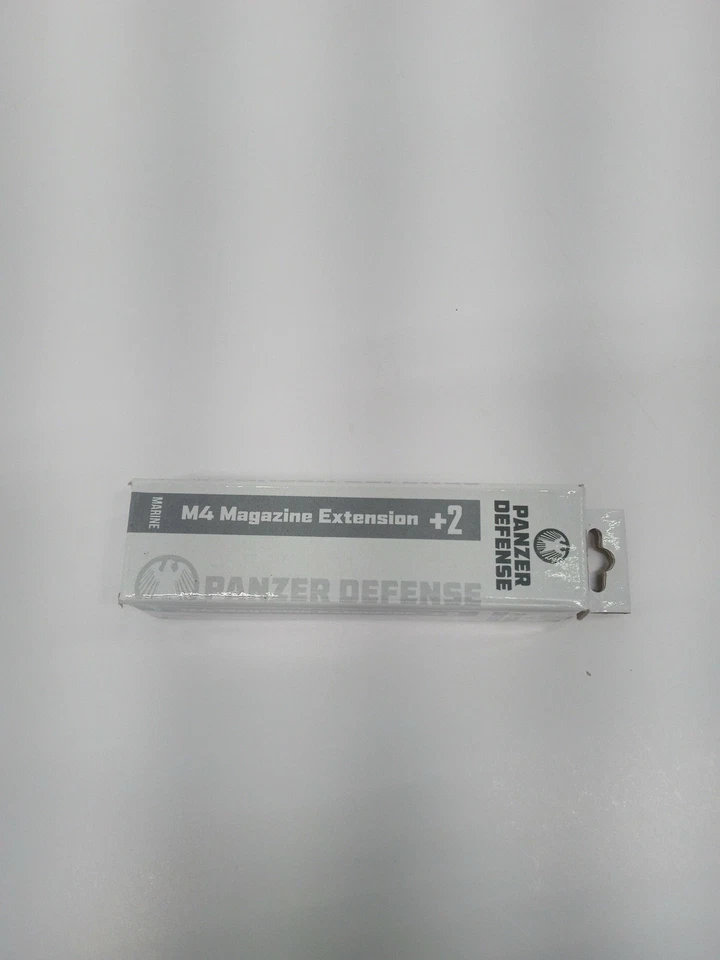 MARINE
M4 Magazine Extension +2
PANZER DEFENSE
PANZER
DEFENSE